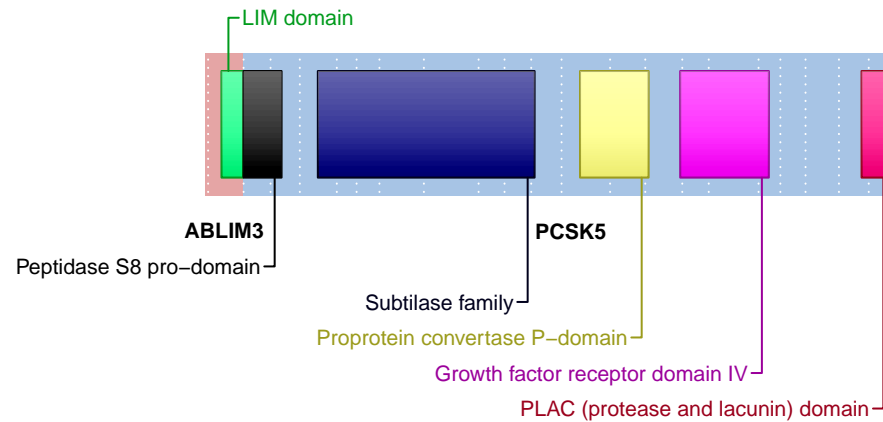 LIM domain
ABLIM3
PCSK5
Peptidase S8 pro−domain
Subtilase family
Proprotein convertase P−domain
Growth factor receptor domain IV
PLAC (protease and lacunin) domain